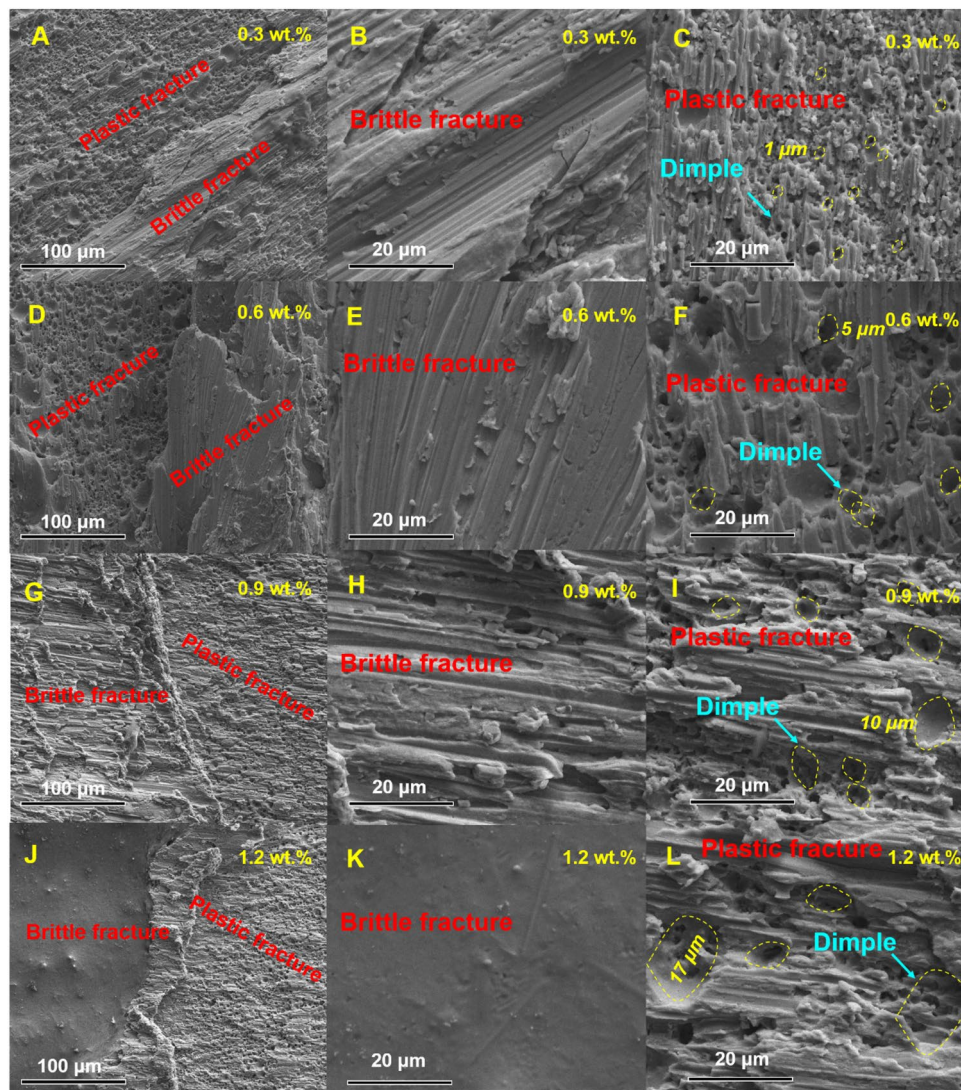 A
0.3 wt.%
Plastic fracture
Brittle fracture
100 µm
B
0.3 wt.%
Brittle fracture
20 µm
C
0.3 wt.%
Plastic fracture
1 µm
Dimple
20 µm
D
0.6 wt.%
Plastic fracture
Brittle fracture
100 µm
E
0.6 wt.%
Brittle fracture
20 µm
F
0.6 wt.%
5 µm
Plastic fracture
Dimple
20 µm
G
0.9 wt.%
Plastic fracture
Brittle fracture
100 µm
H
0.9 wt.%
Brittle fracture
20 µm
I
0.9 wt.%
Plastic fracture
Dimple
10 µm
20 µm
J
1.2 wt.%
Brittle fracture
Plastic fracture
100 µm
K
1.2 wt.%
Brittle fracture
20 µm
L
Plastic fracture
1.2 wt.%
17 µm
Dimple
20 µm